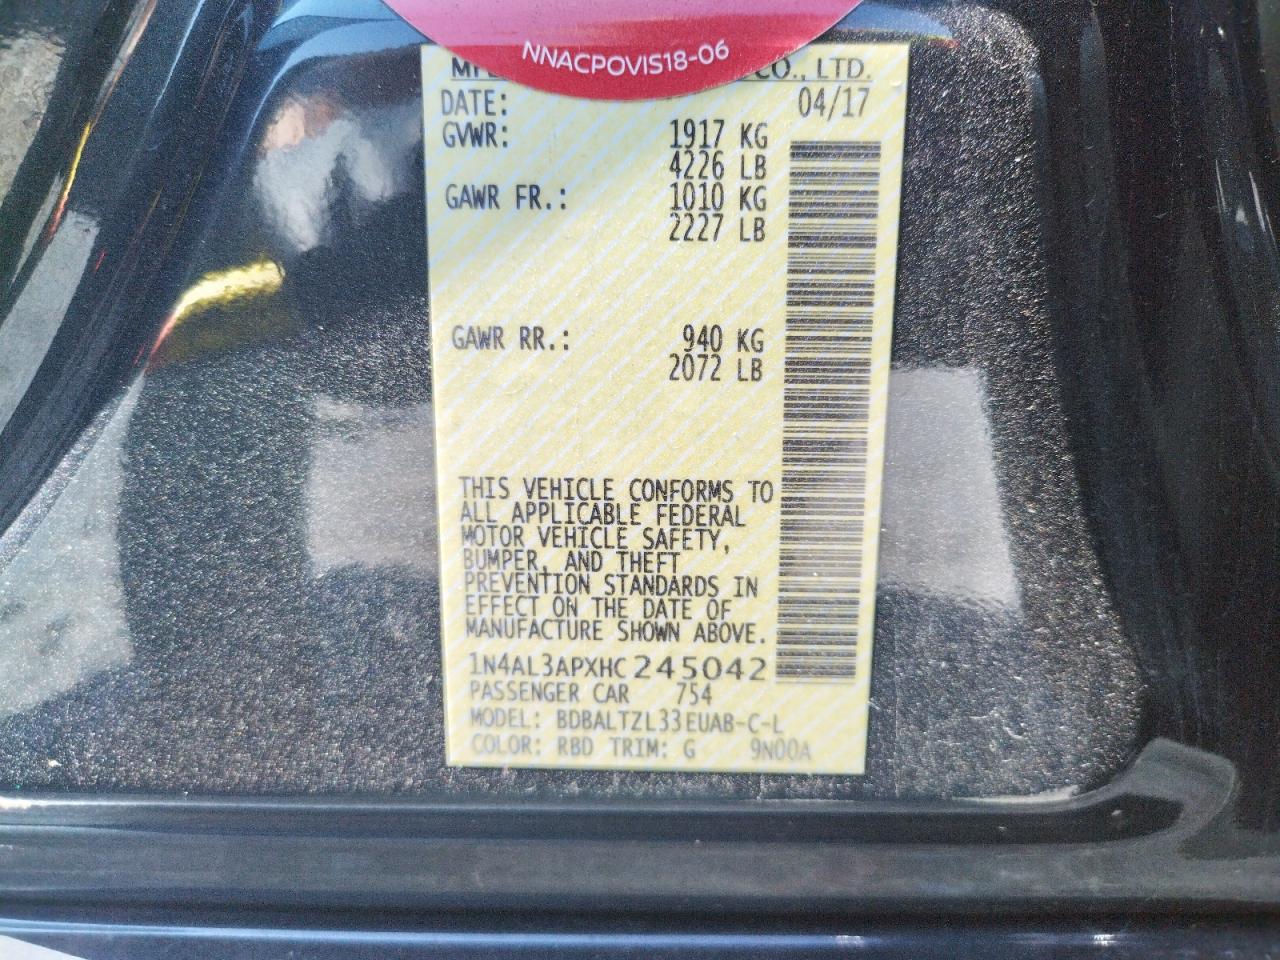 NNACPOVIS18-06
CO., LTD.
DATE: 04/17
GVWR: 1917 KG
4226 LB
GAWR FR.: 1010 KG
2227 LB
GAWR RR.: 940 KG
2072 LB
THIS VEHICLE CONFORMS TO
ALL APPLICABLE FEDERAL
MOTOR VEHICLE SAFETY,
BUMPER, AND THEFT
PREVENTION STANDARDS IN
EFFECT ON THE DATE OF
MANUFACTURE SHOWN ABOVE.
1N4AL3APXHC245042
PASSENGER CAR 754
MODEL: BDBALTZL33EUAB-C-L
COLOR: RBD TRIM: G 9N00A